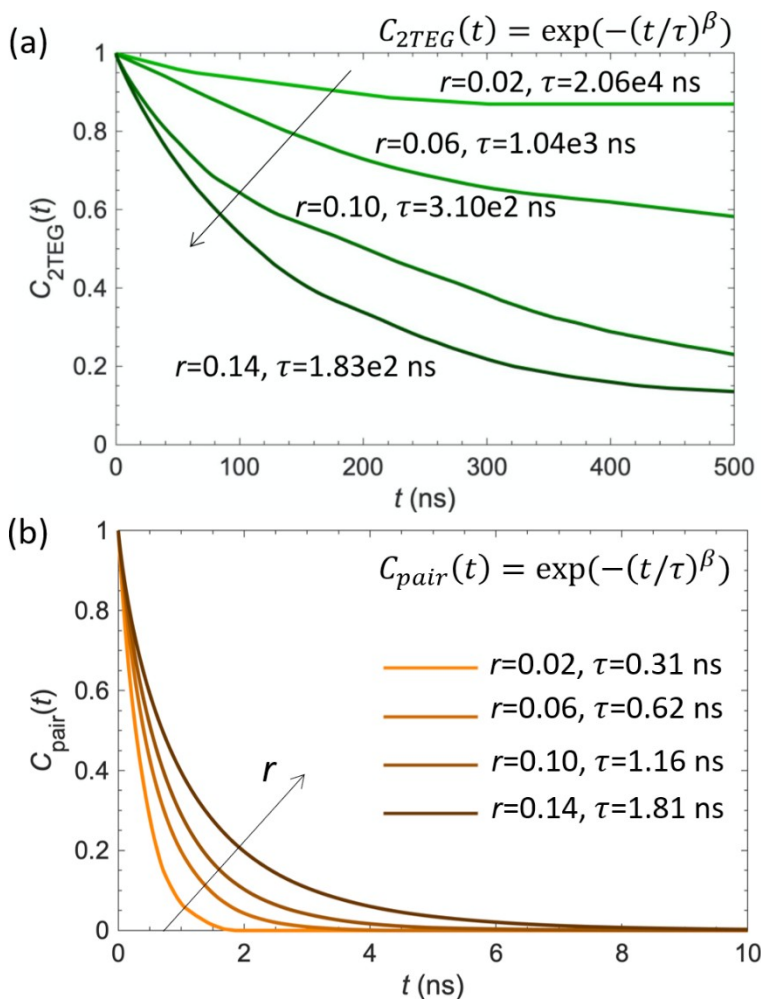 (a)
C_{2TEG}(t) = exp(−(t/τ)^β)
1
r=0.02, τ=2.06e4 ns
0.8
r=0.06, τ=1.04e3 ns
0.6
r=0.10, τ=3.10e2 ns
C_{2TEG}(t)
0.4
r=0.14, τ=1.83e2 ns
0.2
0
0 100 200 300 400 500
t (ns)
(b)
1
C_{pair}(t) = exp(−(t/τ)^β)
0.8
r=0.02, τ=0.31 ns
0.6
r=0.06, τ=0.62 ns
C_{pair}(t)
r
r=0.10, τ=1.16 ns
0.4
r=0.14, τ=1.81 ns
0.2
0
0 2 4 6 8 10
t (ns)